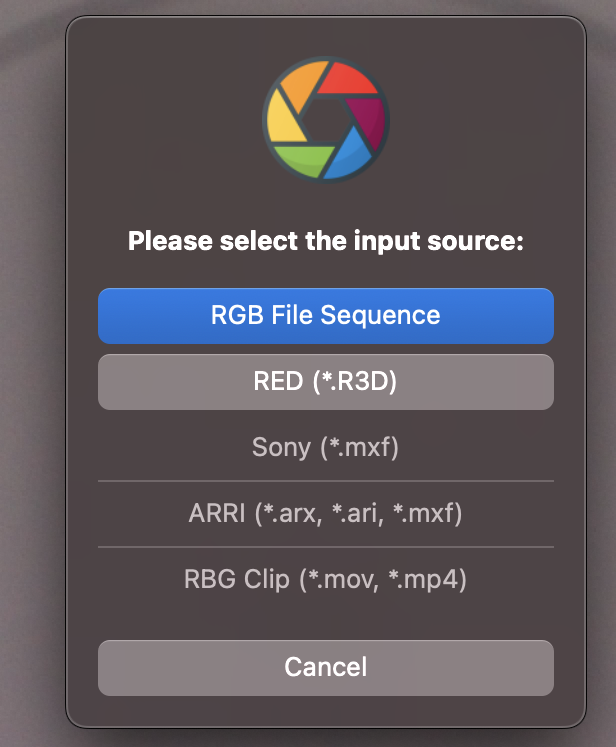 Please select the input source:
RGB File Sequence
RED (*.R3D)
Sony (*.mxf)
ARRI (*.arx, *.ari, *.mxf)
RBG Clip (*.mov, *.mp4)
Cancel